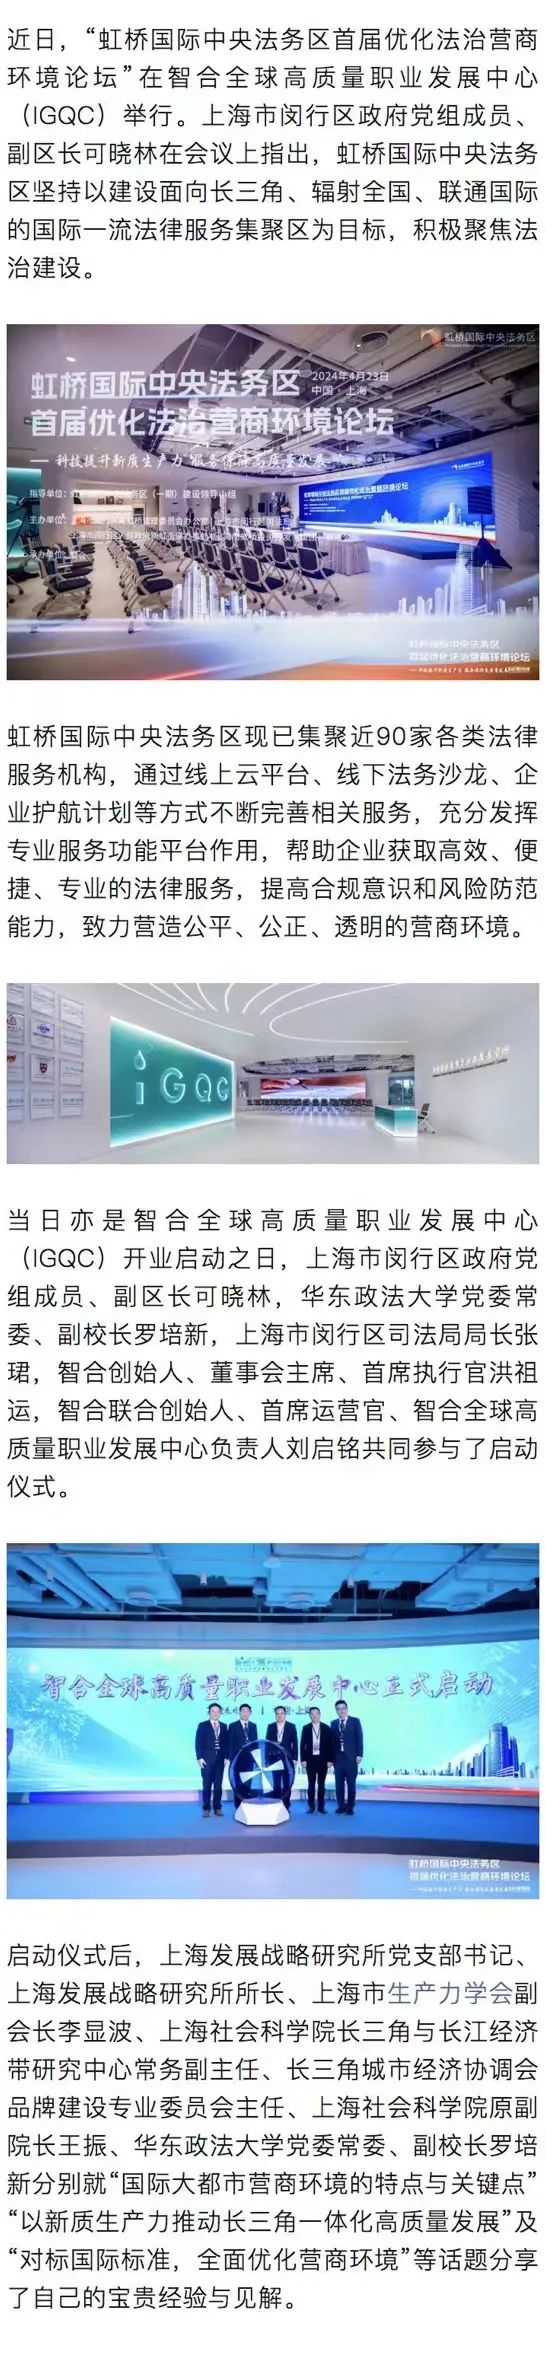 近日，“虹桥国际中央法务区首届优化法治营商
环境论坛”在智合全球高质量职业发展中心
（IGQC）举行。上海市闵行区政府党组成员、
副区长可晓林在会议上指出，虹桥国际中央法务
区坚持以建设面向长三角、辐射全国、联通国际
的国际一流法律服务集聚区为目标，积极聚焦法
治建设。
虹桥国际中央法务区
虹桥国际中央法务区
2024年4月23日
中国·上海
首届优化法治营商环境论坛
— 科技提升新质生产力 服务保障高质量发展 —
虹桥国际中央法务区首届优化法治营商环境论坛
指导单位：虹桥国际中央法务区（一期）建设领导小组
主办单位：
承办单位：智合
虹桥国际中央法务区
首届优化法治营商环境论坛
虹桥国际中央法务区现已集聚近90家各类法律
服务机构，通过线上云平台、线下法务沙龙、企
业护航计划等方式不断完善相关服务，充分发挥
专业服务功能平台作用，帮助企业获取高效、便
捷、专业的法律服务，提高合规意识和风险防范
能力，致力营造公平、公正、透明的营商环境。
iGQC
当日亦是智合全球高质量职业发展中心
（IGQC）开业启动之日，上海市闵行区政府党
组成员、副区长可晓林，华东政法大学党委常
委、副校长罗培新，上海市闵行区司法局局长张
珺，智合创始人、董事会主席、首席执行官洪祖
运，智合联合创始人、首席运营官、智合全球高
质量职业发展中心负责人刘启铭共同参与了启动
仪式。
智合全球高质量职业发展中心正式启动
虹桥国际中央法务区
首届优化法治营商环境论坛
启动仪式后，上海发展战略研究所党支部书记、
上海发展战略研究所所长、上海市生产力学会副
会长李显波、上海社会科学院长三角与长江经济
带研究中心常务副主任、长三角城市经济协调会
品牌建设专业委员会主任、上海社会科学院原副
院长王振、华东政法大学党委常委、副校长罗培
新分别就“国际大都市营商环境的特点与关键点”
“以新质生产力推动长三角一体化高质量发展”及
“对标国际标准，全面优化营商环境”等话题分享
了自己的宝贵经验与见解。